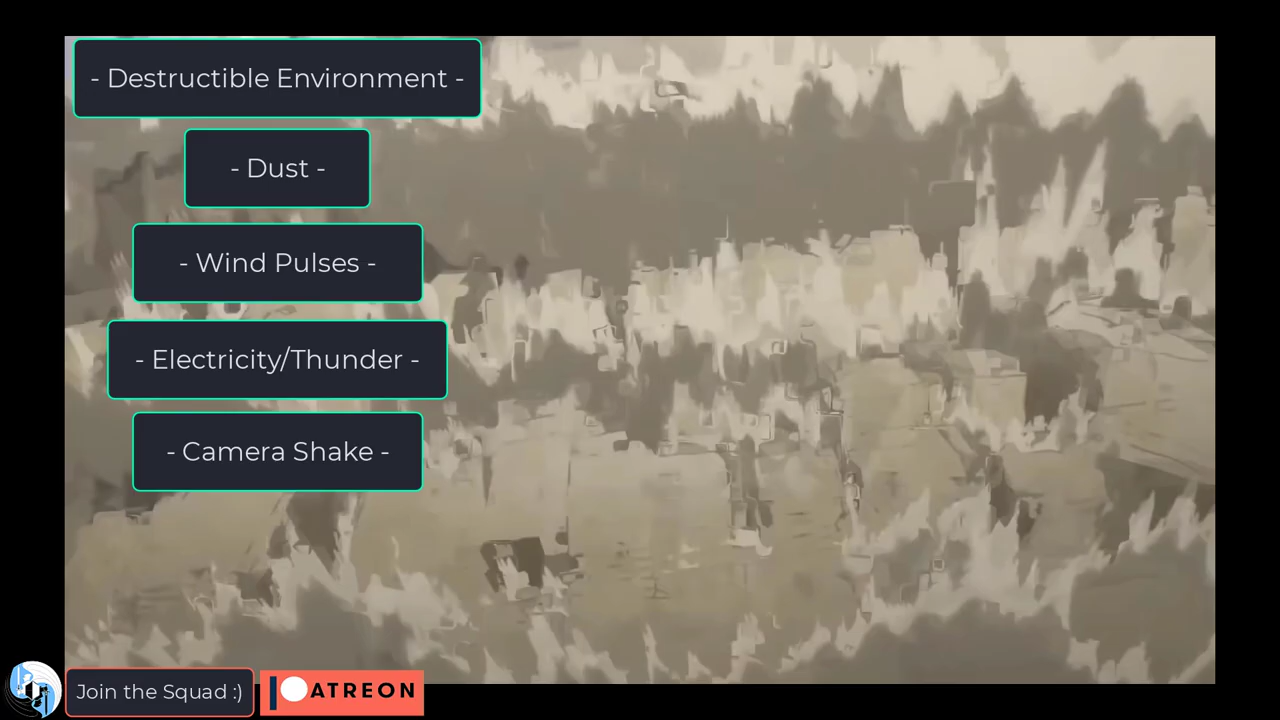 - Destructible Environment -
- Dust -
- Wind Pulses -
- Electricity/Thunder -
- Camera Shake -
Join the Squad :)
PATREON